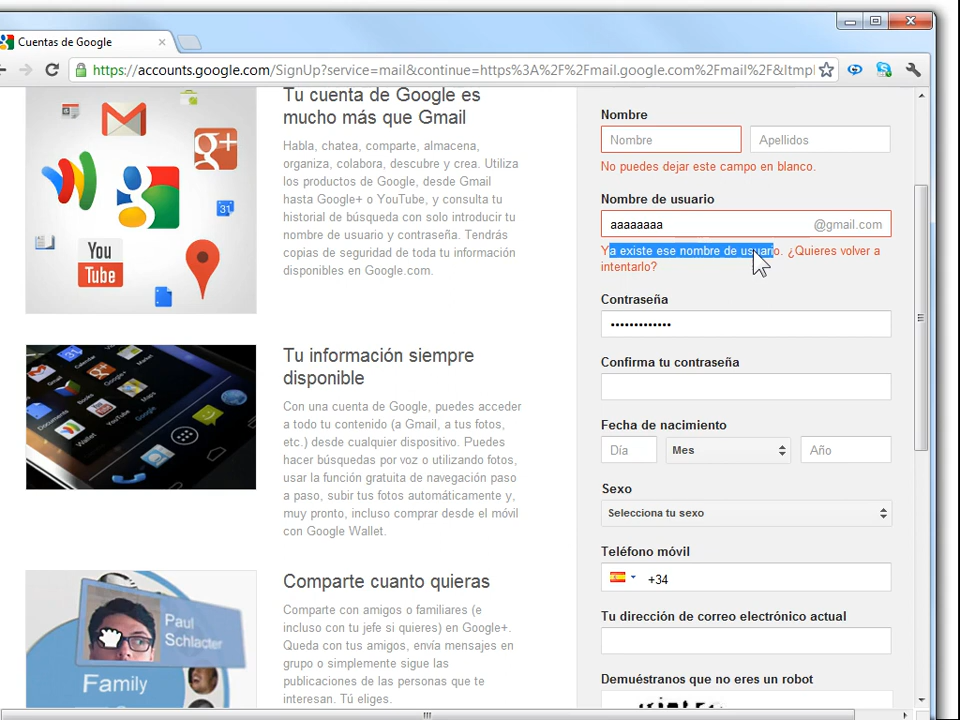 Cuentas de Google
https://accounts.google.com/SignUp?service=mail&continue=https%3A%2F%2Fmail.google.com%2Fmail%2F&ltmpl
Tu cuenta de Google es
mucho más que Gmail
Habla, chatea, comparte, almacena,
organiza, colabora, descubre y crea. Utiliza
los productos de Google, desde Gmail
hasta Google+ o YouTube, y consulta tu
historial de búsqueda con solo introducir tu
nombre de usuario y contraseña. Tendrás
copias de seguridad de toda tu información
disponibles en Google.com.
g+
g
31
You
Tube
Tu información siempre
disponible
Con una cuenta de Google, puedes acceder
a todo tu contenido (a Gmail, a tus fotos,
etc.) desde cualquier dispositivo. Puedes
hacer búsquedas por voz o utilizando fotos,
usar la función gratuita de navegación paso
a paso, subir tus fotos automáticamente y,
muy pronto, incluso comprar desde el móvil
con Google Wallet.
Comparte cuanto quieras
Comparte con amigos o familiares (e
incluso con tu jefe si quieres) en Google+.
Queda con tus amigos, envía mensajes en
grupo o simplemente sigue las
publicaciones de las personas que te
interesan. Tú eliges.
Paul
Schlacter
Family
Nombre
Nombre
Apellidos
No puedes dejar este campo en blanco.
Nombre de usuario
aaaaaaaa @gmail.com
Ya existe ese nombre de usuario. ¿Quieres volver a
intentarlo?
Contraseña
•••••••••••••
Confirma tu contraseña
Fecha de nacimiento
Día
Mes
Año
Sexo
Selecciona tu sexo
Teléfono móvil
+34
Tu dirección de correo electrónico actual
Demuéstranos que no eres un robot